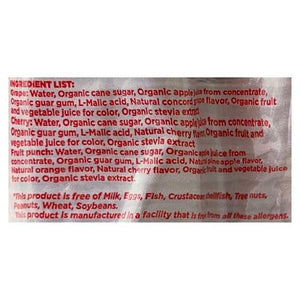 INGREDIENT LIST:
Grape: Water, Organic cane sugar, Organic apple juice from concentrate,
Organic guar gum, L-Malic acid, Natural concord grape flavor, Organic fruit
and vegetable juice for color, Organic stevia extract
Cherry: Water, Organic cane sugar, Organic apple juice from concentrate,
Organic guar gum, L-Malic acid, Natural cherry flavor, Organic fruit and
vegetable juice for color, Organic stevia extract
Fruit punch: Water, Organic cane sugar, Organic apple juice from
concentrate, Organic guar gum, L-Malic acid, Natural pineapple flavor,
Natural orange flavor, Natural cherry flavor, Organic fruit and vegetable juice
for color, Organic stevia extract.
*This product is free of Milk, Eggs, Fish, Crustacean Shellfish, Tree nuts,
Peanuts, Wheat, Soybeans.
*This product is manufactured in a facility that is free from all these allergens.